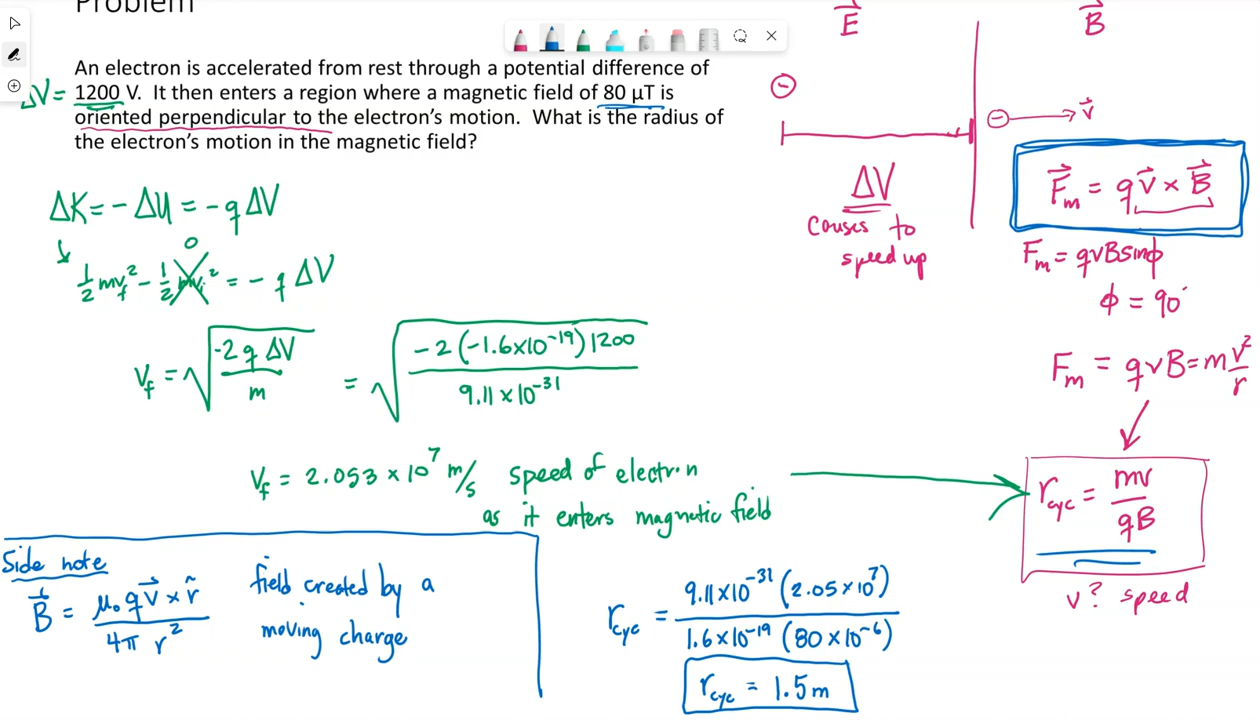 Problem
An electron is accelerated from rest through a potential difference of
ΔV = 1200 V. It then enters a region where a magnetic field of 80 μT is
oriented perpendicular to the electron's motion. What is the radius of
the electron's motion in the magnetic field?
ΔK = -ΔU = -qΔV
0
½mv_f² - ½mv_i² = -qΔV
v_f = √(-2qΔV / m) = √(-2(-1.6×10⁻¹⁹)1200 / 9.11×10⁻³¹)
v_f = 2.053×10⁷ m/s speed of electron
as it enters magnetic field
Side note
B⃗ = μ₀qv⃗×r̂ / 4π r²
field created by a
moving charge
E⃗
B⃗
⊖
⊖ → v⃗
ΔV
causes to
speed up
F⃗_m = qv⃗ × B⃗
F_m = qvBsinϕ
ϕ = 90°
F_m = qvB = mv²/r
r_cyc = mv / qB
v? speed
r_cyc = 9.11×10⁻³¹(2.05×10⁷) / 1.6×10⁻¹⁹(80×10⁻⁶)
r_cyc = 1.5m